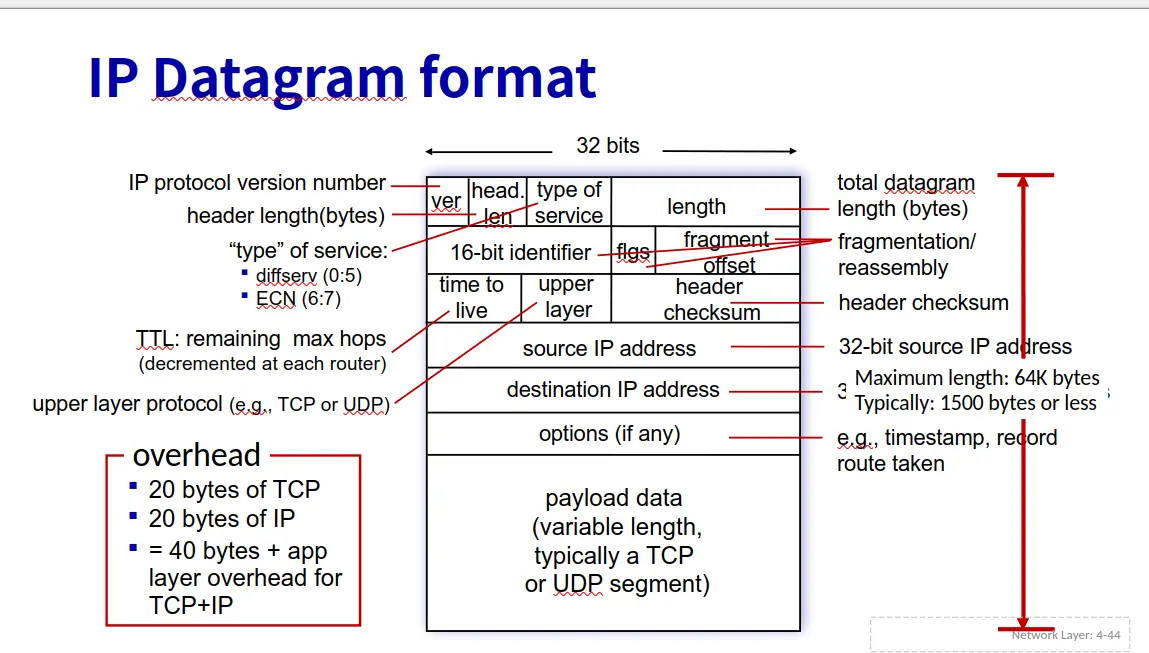 IP Datagram format
32 bits
IP protocol version number
header length(bytes)
“type” of service:
diffserv (0:5)
ECN (6:7)
TTL: remaining max hops
(decremented at each router)
upper layer protocol (e.g., TCP or UDP)
overhead
20 bytes of TCP
20 bytes of IP
= 40 bytes + app
layer overhead for
TCP+IP
ver
head.
len
type of
service
length
16-bit identifier
flgs
fragment
offset
time to
live
upper
layer
header
checksum
source IP address
destination IP address
options (if any)
payload data
(variable length,
typically a TCP
or UDP segment)
total datagram
length (bytes)
fragmentation/
reassembly
header checksum
32-bit source IP address
Maximum length: 64K bytes
Typically: 1500 bytes or less
e.g., timestamp, record
route taken
Network Layer: 4-44